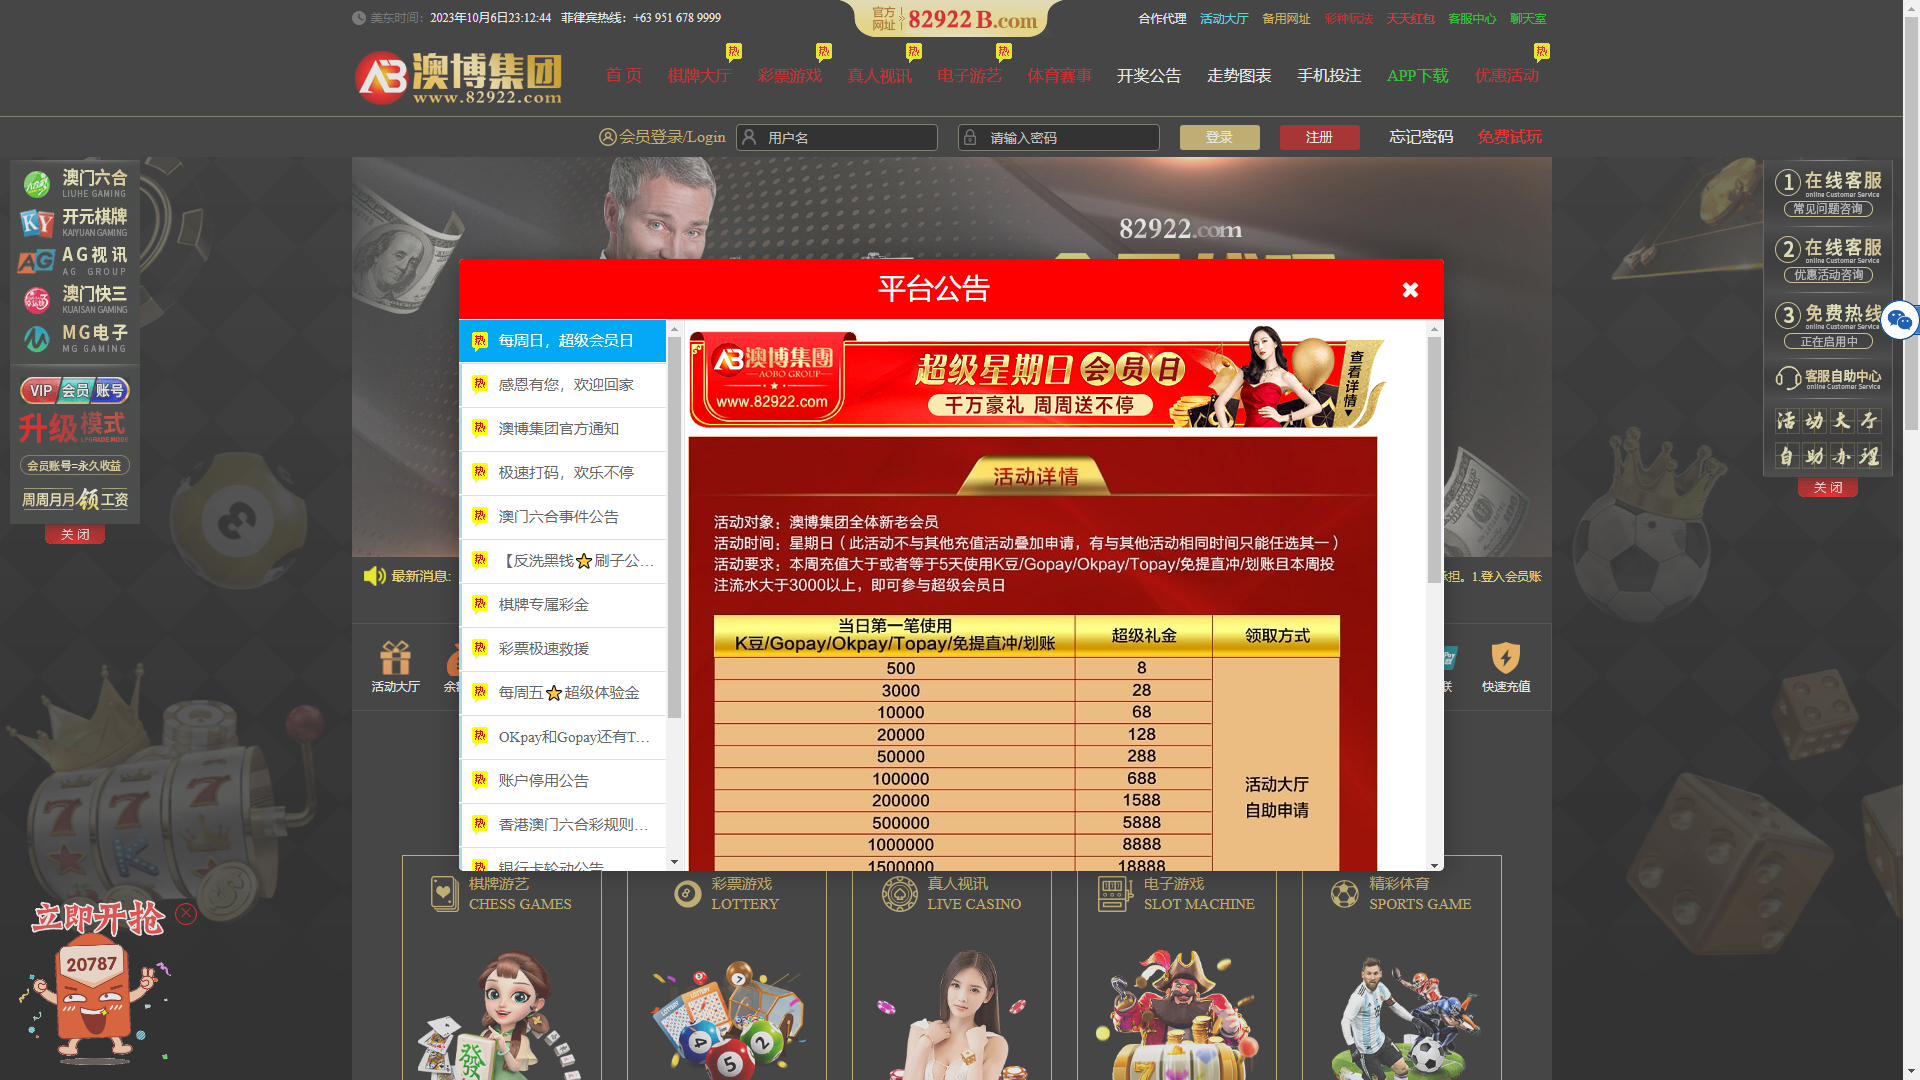 美东时间：2023年10月6日23:12:44 菲律宾热线：+63 951 678 9999
官方网址 82922B.com
合作代理 活动大厅 备用网址 彩种玩法 天天红包 客服中心 聊天室
AB澳博集团
www.82922.com
首 页 棋牌大厅 热 彩票游戏 热 真人视讯 热 电子游艺 热 体育赛事 开奖公告 走势图表 手机投注 APP下载 优惠活动 热
会员登录/Login 用户名 请输入密码 登录 注册 忘记密码 免费试玩
澳门六合
LIUHE GAMING
KY 开元棋牌
KAIYUAN GAMING
AG AG视讯
AG GROUP
澳门快三
KUAISAN GAMING
MG电子
MG GAMING
VIP 会员 账号
升级模式
UPGRADE MODE
会员账号=永久收益
周周月月领工资
关 闭
82922.com
1 在线客服
online Customer Service
常见问题咨询
2 在线客服
online Customer Service
优惠活动咨询
3 免费热线
online Customer Service
正在启用中
客服自助中心
online Customer Service
活动大厅
自助办理
关 闭
平台公告
热 每周日，超级会员日
热 感恩有您，欢迎回家
热 澳博集团官方通知
热 极速打码，欢乐不停
热 澳门六合事件公告
热 【反洗黑钱⭐刷子公…
热 棋牌专属彩金
热 彩票极速救援
热 每周五⭐超级体验金
热 OKpay和Gopay还有T…
热 账户停用公告
热 香港澳门六合彩规则…
热 银行卡轮动公告
AB澳博集團
AOBO GROUP
www.82922.com
超级星期日会员日
千万豪礼 周周送不停
查看详情
活动详情
活动对象：澳博集团全体新老会员
活动时间：星期日（此活动不与其他充值活动叠加申请，有与其他活动相同时间只能任选其一）
活动要求：本周充值大于或者等于5天使用K豆/Gopay/Okpay/Topay/免提直冲/划账且本周投
注流水大于3000以上，即可参与超级会员日
当日第一笔使用
K豆/Gopay/Okpay/Topay/免提直冲/划账 超级礼金 领取方式
500 8
3000 28
10000 68
20000 128
50000 288
100000 688
200000 1588
500000 5888
1000000 8888
1500000 18888
活动大厅
自助申请
最新消息:
承担。1.登入会员账
活动大厅
快速充值
棋牌游艺
CHESS GAMES
彩票游戏
LOTTERY
真人视讯
LIVE CASINO
电子游戏
SLOT MACHINE
精彩体育
SPORTS GAME
立即开抢
20787